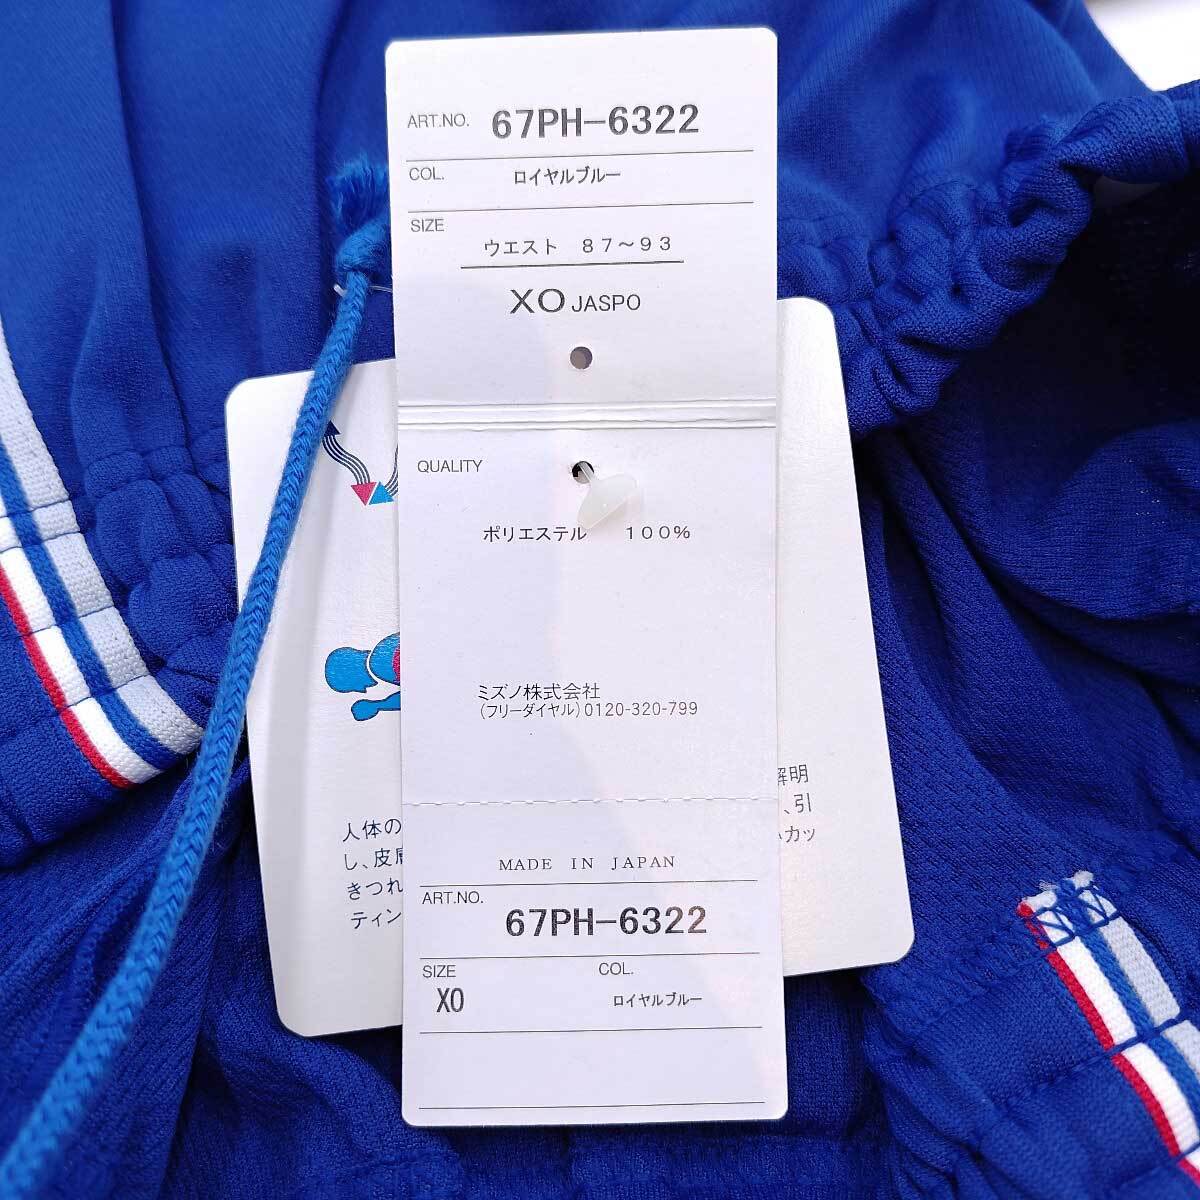 ART.NO. 67PH-6322
COL. ロイヤルブルー
SIZE
ウエスト 87～93
XO JASPO
QUALITY
ポリエステル 100%
ミズノ株式会社
(フリーダイヤル)0120-320-799
MADE IN JAPAN
ART.NO.
67PH-6322
SIZE COL.
XO ロイヤルブルー
人体の
し、皮膚
きつれ
ティン
解明
、引
カッ